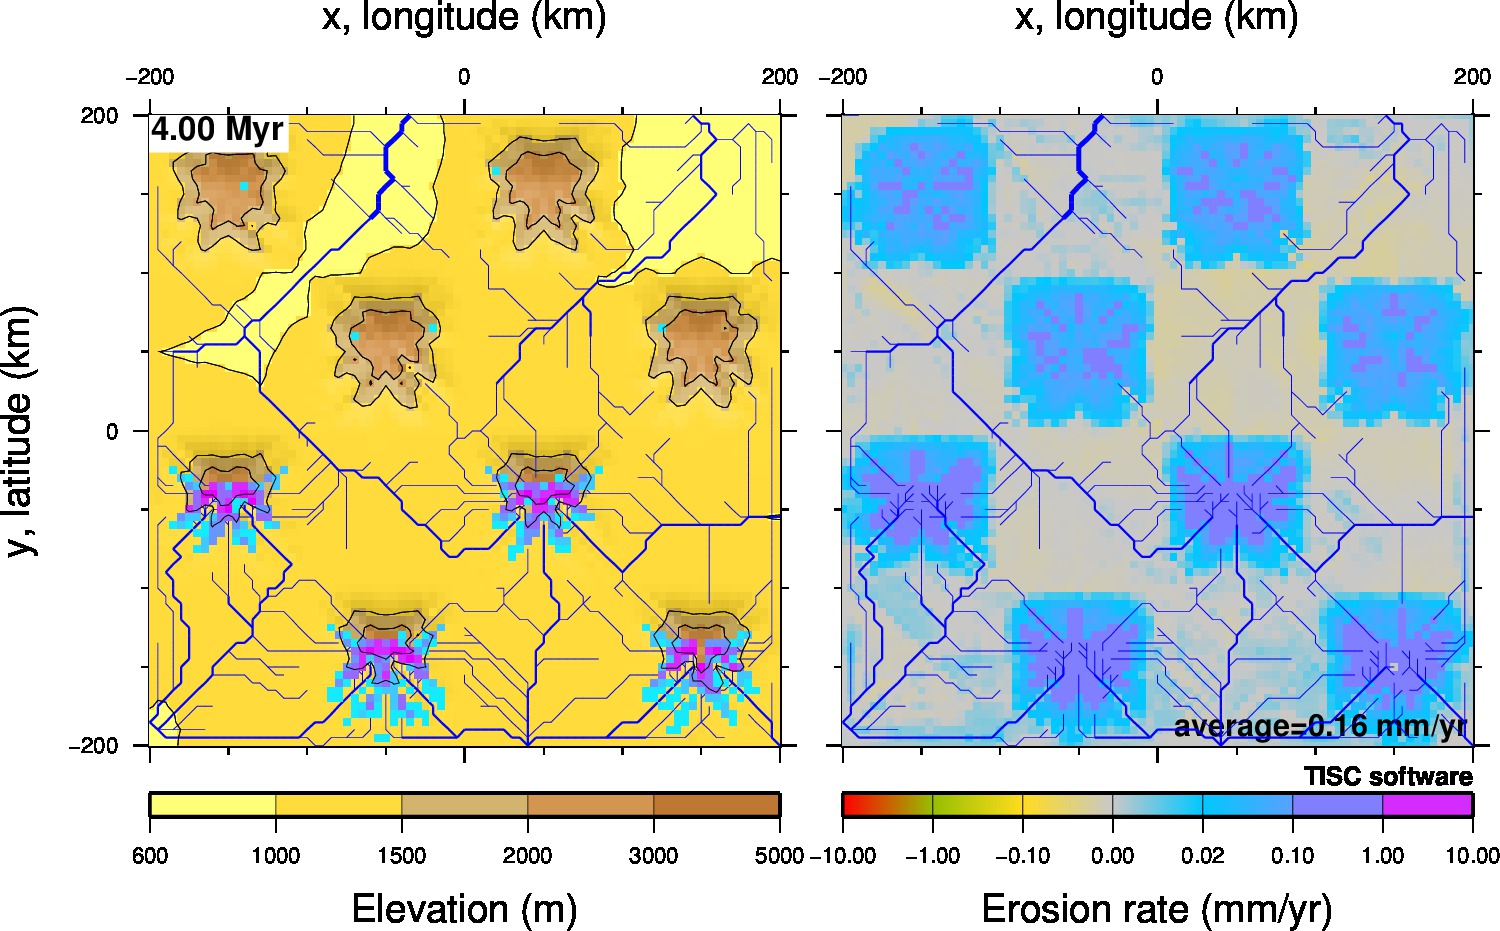 x, longitude (km)
x, longitude (km)
−200 0 200
−200 0 200
200
0
−200
y, latitude (km)
4.00 Myr
average=0.16 mm/yr
TISC software
600 1000 1500 2000 3000 5000
−10.00 −1.00 −0.10 0.00 0.02 0.10 1.00 10.00
Elevation (m)
Erosion rate (mm/yr)